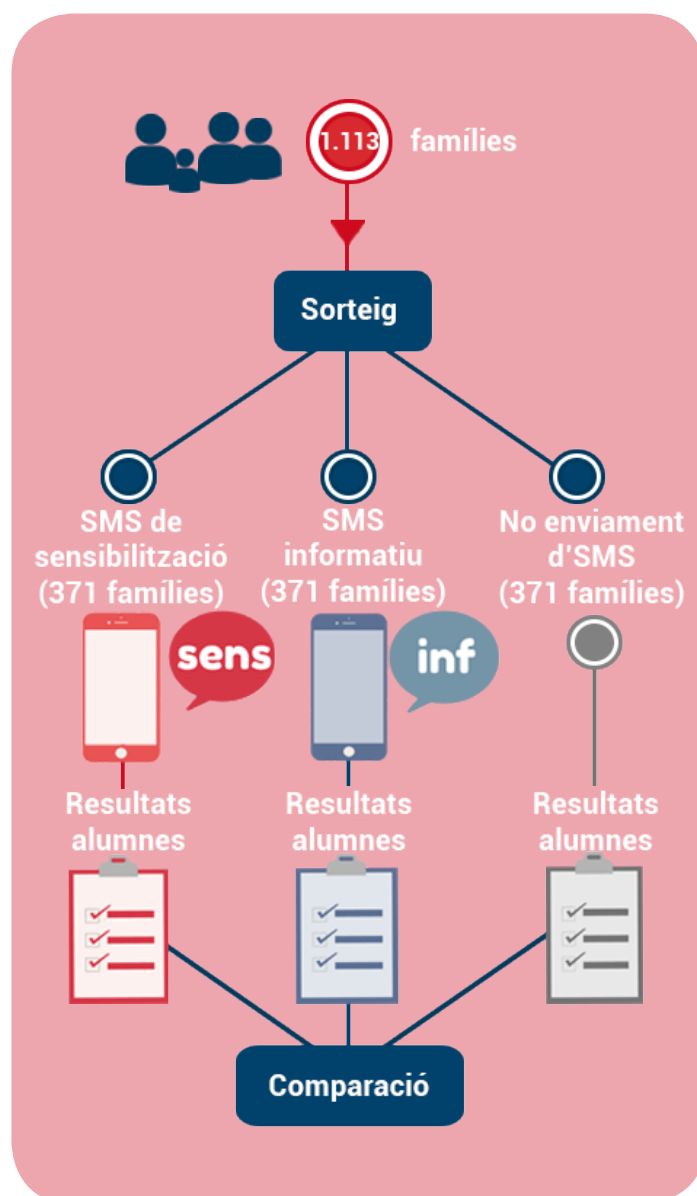 1.113 famílies
Sorteig
SMS de
sensibilització
(371 famílies)
SMS
informatiu
(371 famílies)
No enviament
d'SMS
(371 famílies)
sens
inf
Resultats
alumnes
Resultats
alumnes
Resultats
alumnes
Comparació